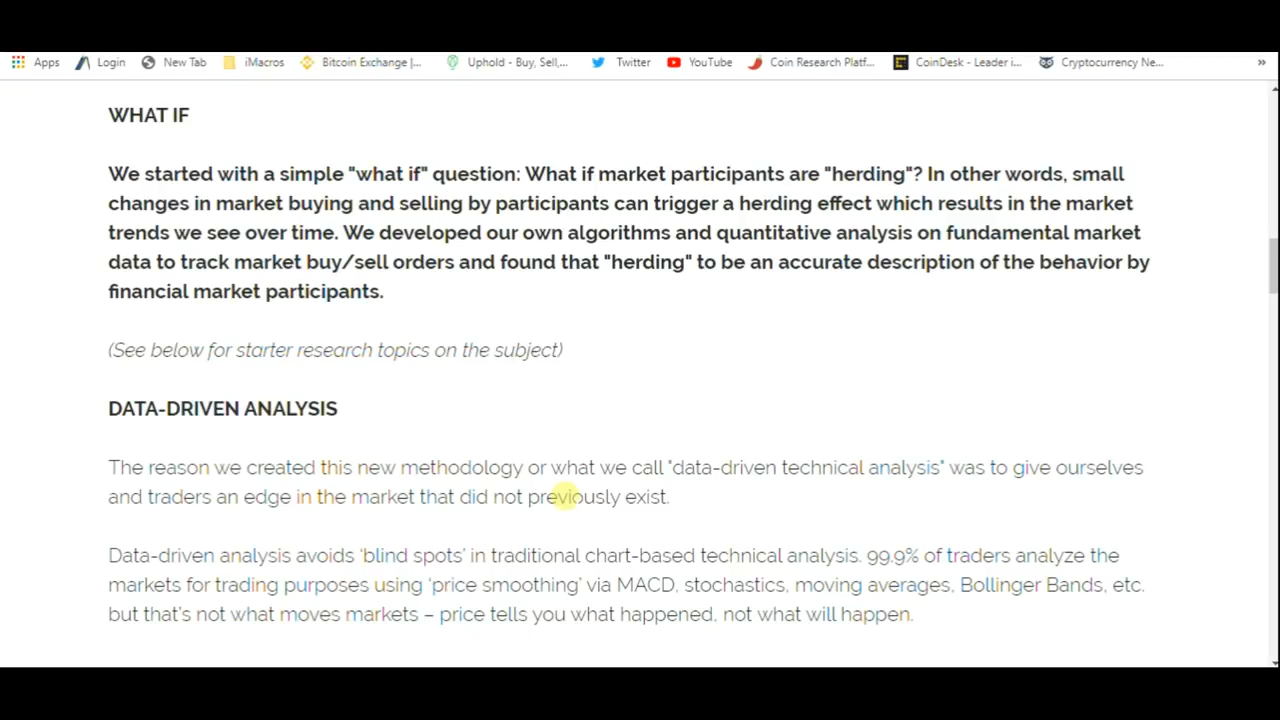 Apps Login New Tab iMacros Bitcoin Exchange |... Uphold - Buy, Sell,... Twitter YouTube Coin Research Platf... CoinDesk - Leader i... Cryptocurrency Ne... »
WHAT IF
We started with a simple "what if" question: What if market participants are "herding"? In other words, small
changes in market buying and selling by participants can trigger a herding effect which results in the market
trends we see over time. We developed our own algorithms and quantitative analysis on fundamental market
data to track market buy/sell orders and found that "herding" to be an accurate description of the behavior by
financial market participants.
(See below for starter research topics on the subject)
DATA-DRIVEN ANALYSIS
The reason we created this new methodology or what we call "data-driven technical analysis" was to give ourselves
and traders an edge in the market that did not previously exist.
Data-driven analysis avoids ‘blind spots’ in traditional chart-based technical analysis. 99.9% of traders analyze the
markets for trading purposes using ‘price smoothing’ via MACD, stochastics, moving averages, Bollinger Bands, etc.
but that’s not what moves markets – price tells you what happened, not what will happen.